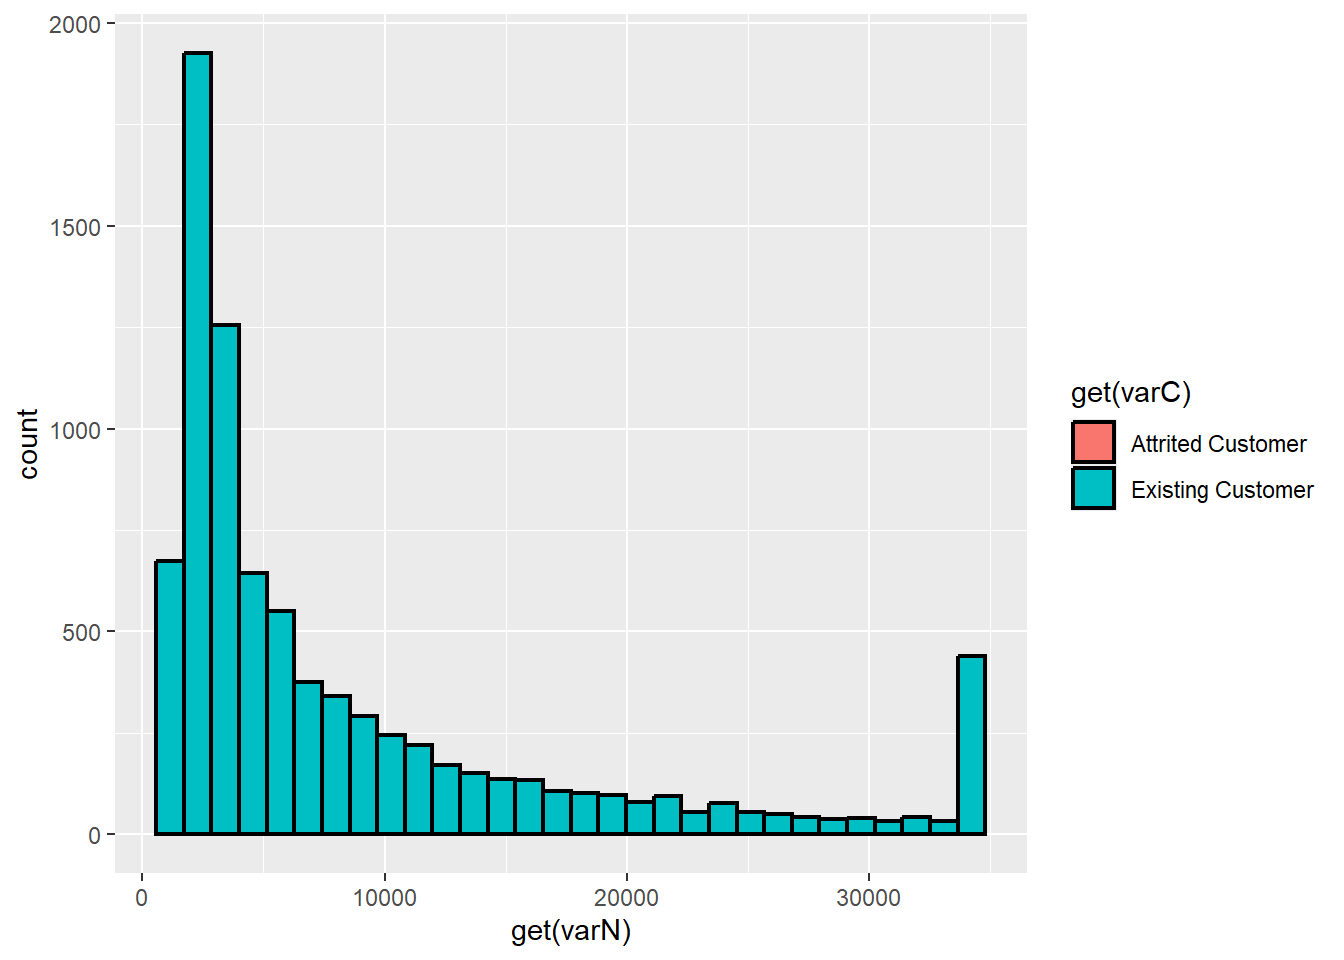 2000
1500
1000
500
0
count
0 10000 20000 30000
get(varN)
get(varC)
Attrited Customer
Existing Customer